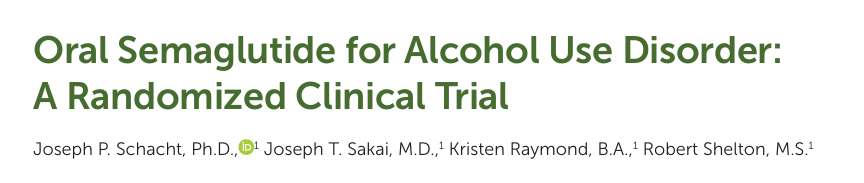 Oral Semaglutide for Alcohol Use Disorder:
A Randomized Clinical Trial
Joseph P. Schacht, Ph.D.,iD¹ Joseph T. Sakai, M.D.,¹ Kristen Raymond, B.A.,¹ Robert Shelton, M.S.¹